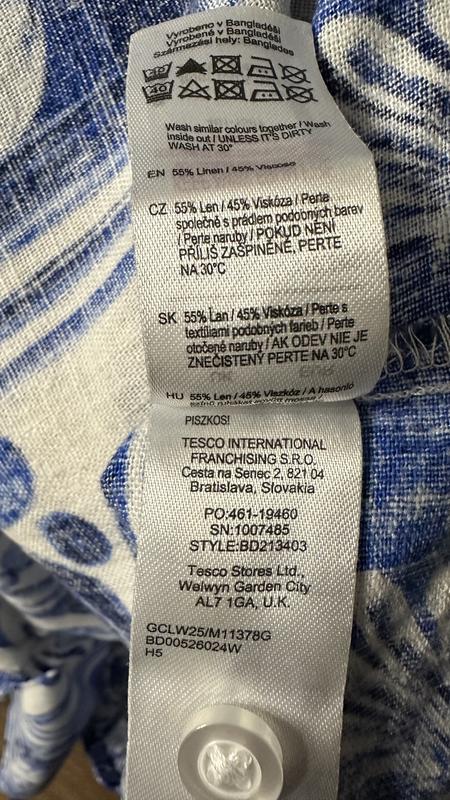 Vyrobeno v Bangladéši
Vyrobené v Bangladéši
Származási hely: Banglades
40
40
Wash similar colours together / Wash
inside out / UNLESS IT'S DIRTY
WASH AT 30°
EN 55% Linen / 45% Viscose
CZ 55% Len / 45% Viskóza / Perte
společně s prádlem podobných barev
/ Perte naruby / POKUD NENÍ
PŘÍLIŠ ZAŠPINĚNÉ, PERTE
NA 30°C
SK 55% Ľan / 45% Viskóza / Perte s
textíliami podobných farieb / Perte
otočené naruby / AK ODEV NIE JE
ZNEČISTENÝ PERTE NA 30°C
HU 55% Len / 45% Viszkóz / A hasonló
PISZKOS!
TESCO INTERNATIONAL
FRANCHISING S.R.O.
Cesta na Senec 2, 821 04
Bratislava, Slovakia
PO:461-19460
SN:1007485
STYLE:BD213403
Tesco Stores Ltd.,
Welwyn Garden City
AL7 1GA, U.K.
GCLW25/M11378G
BD00526024W
H5